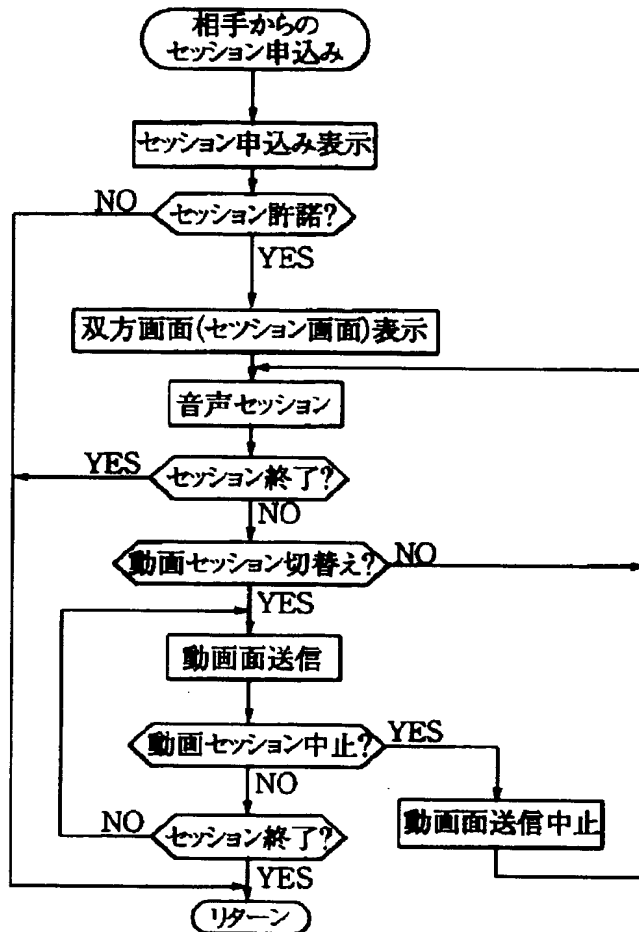 相手からの
セッション申込み
セッション申込み表示
NO
セッション許諾?
YES
双方画面(セッション画面)表示
音声セッション
YES
セッション終了?
NO
動画セッション切替え?
NO
YES
動画面送信
動画セッション中止?
YES
NO
動画面送信中止
NO
セッション終了?
YES
リターン